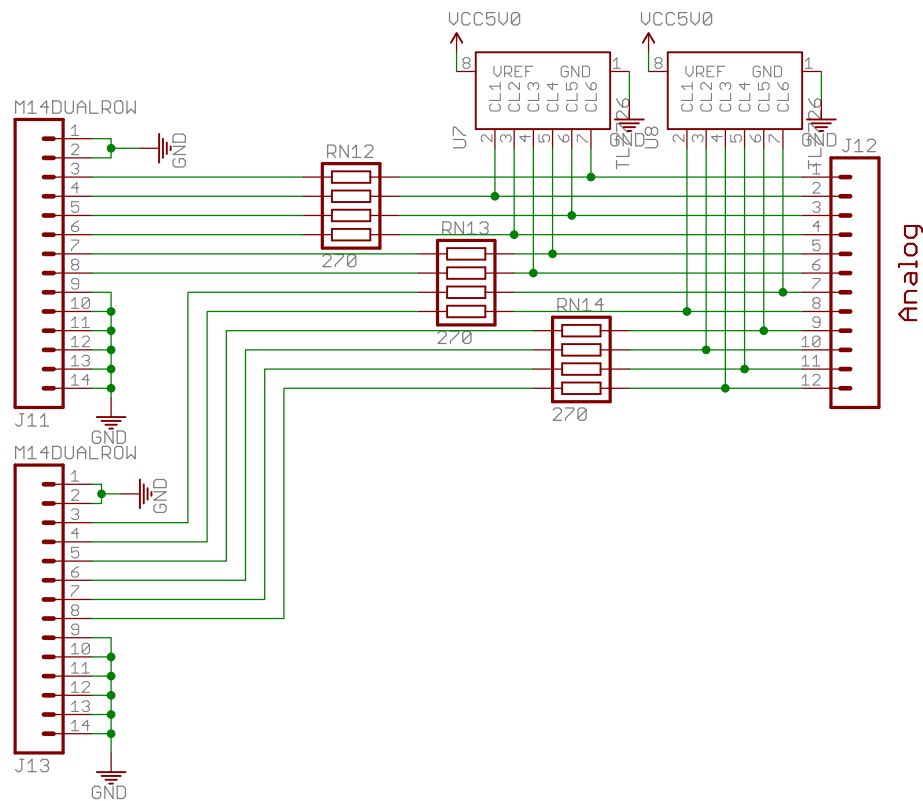 VCC5V0
VCC5V0
8
VREF
GND
1
CL1
CL2
CL3
CL4
CL5
CL6
U7
2
3
4
5
6
7
GND
8
VREF
GND
1
CL1
CL2
CL3
CL4
CL5
CL6
U8
2
3
4
5
6
7
GND
M14DUALROW
1
2
3
4
5
6
7
8
9
10
11
12
13
14
J11
GND
GND
RN12
270
RN13
270
RN14
270
J12
1
2
3
4
5
6
7
8
9
10
11
12
Analog
M14DUALROW
1
2
3
4
5
6
7
8
9
10
11
12
13
14
J13
GND
GND